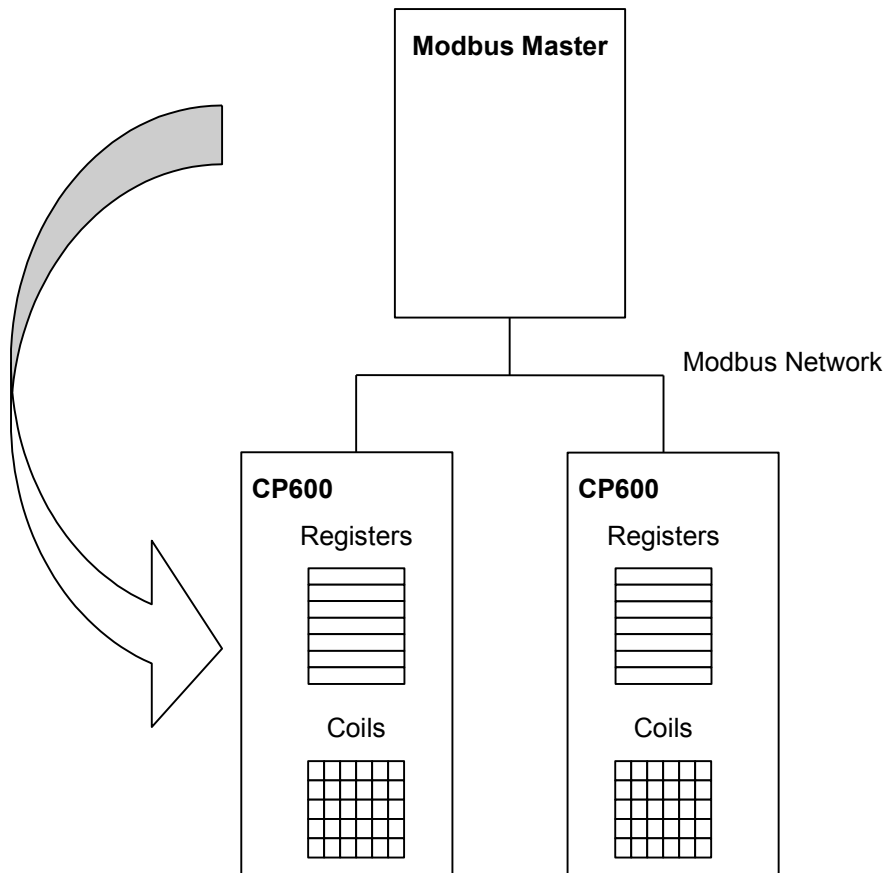 Modbus Master
Modbus Network
CP600
Registers
Coils
CP600
Registers
Coils